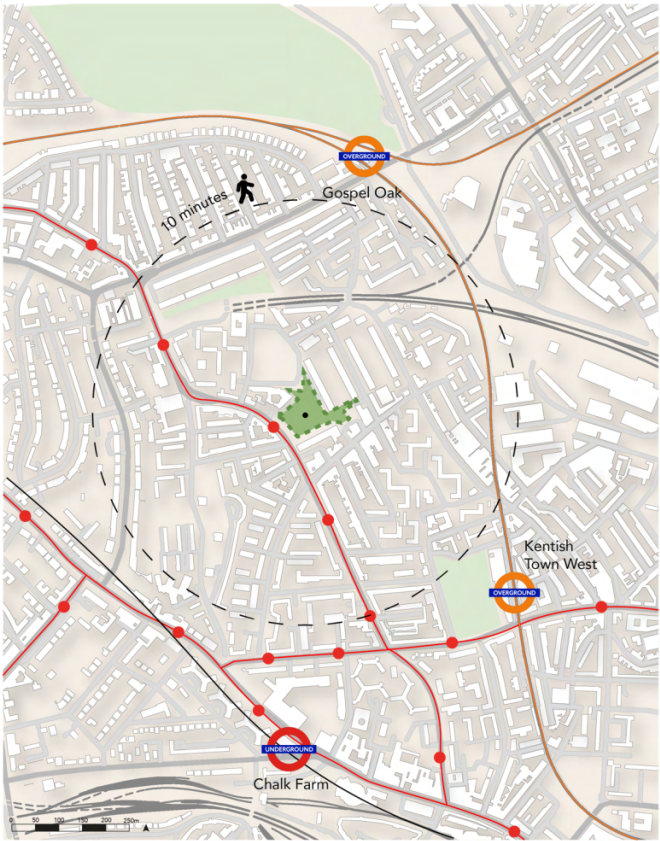 OVERGROUND
Gospel Oak
10 minutes
Kentish
Town West
OVERGROUND
UNDERGROUND
Chalk Farm
0 50 100 150 200 250m